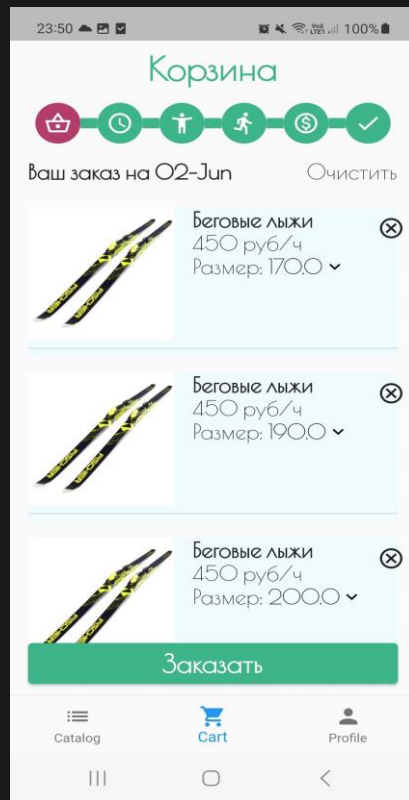 23:50 100%
Корзина
Ваш заказ на 02-Jun Очистить
Беговые лыжи
450 руб/ч
Размер: 170.0
Беговые лыжи
450 руб/ч
Размер: 190.0
Беговые лыжи
450 руб/ч
Размер: 200.0
Заказать
Catalog Cart Profile